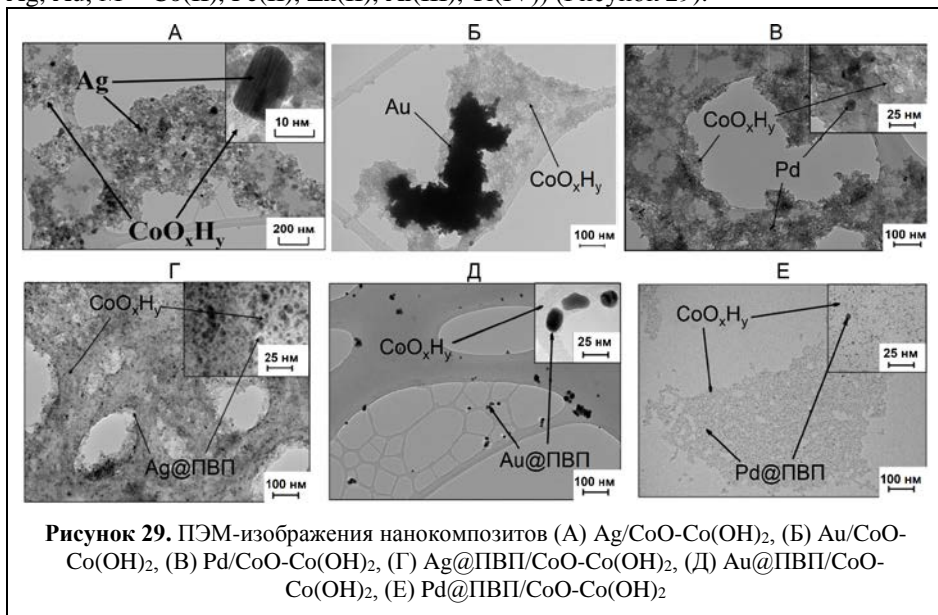 Ag, Au, M = Co(II), Fe(II), Zn(II), Al(III), Ti(IV)) (Рисунок 29).
А
Б
В
Ag
10 нм
CoOxHy
200 нм
Au
CoOxHy
100 нм
25 нм
CoOxHy
Pd
100 нм
Г
Д
Е
CoOxHy
25 нм
Ag@ПВП
100 нм
CoOxHy
25 нм
Au@ПВП
100 нм
CoOxHy
25 нм
Pd@ПВП
100 нм
Рисунок 29. ПЭМ-изображения нанокомпозитов (А) Ag/CoO-Co(OH)2, (Б) Au/CoO-
Co(OH)2, (В) Pd/CoO-Co(OH)2, (Г) Ag@ПВП/CoO-Co(OH)2, (Д) Au@ПВП/CoO-
Co(OH)2, (Е) Pd@ПВП/CoO-Co(OH)2